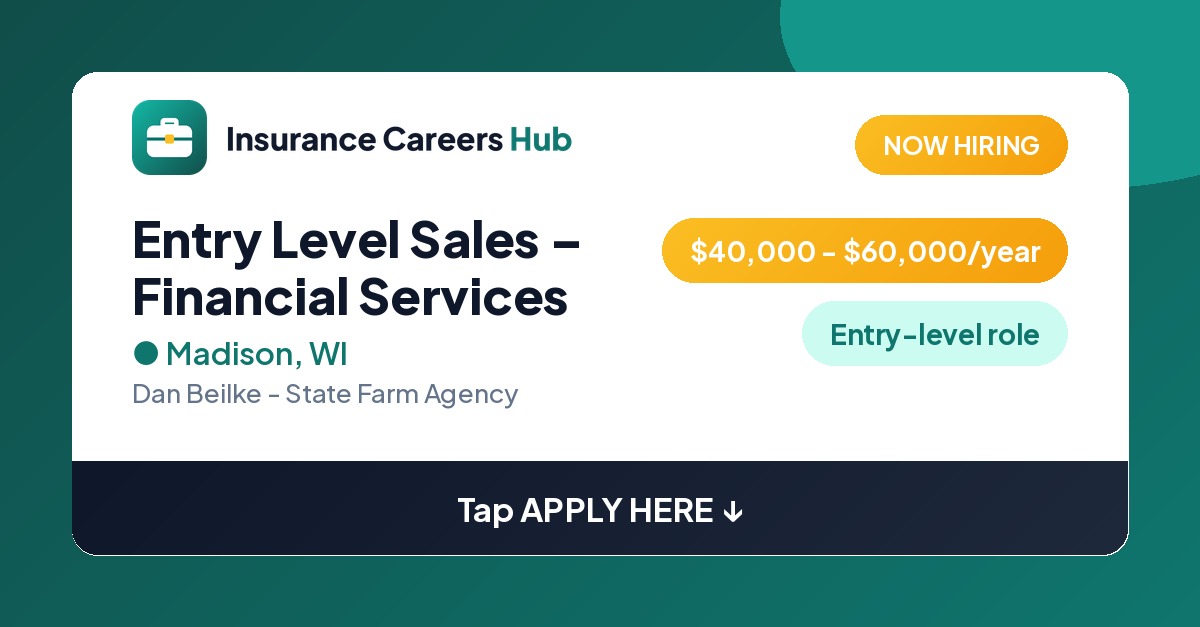 Insurance Careers Hub
NOW HIRING
Entry Level Sales –
Financial Services
$40,000 - $60,000/year
Entry-level role
Madison, WI
Dan Beilke - State Farm Agency
Tap APPLY HERE ↓